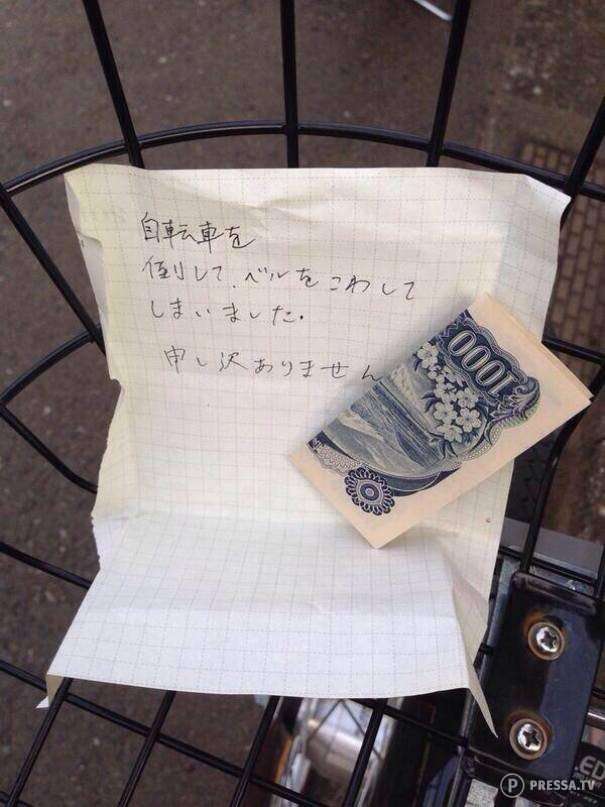 自転車を
倒して、ベルをこわして
しまいました。
申し訳ありません
1000
PRESSA.TV